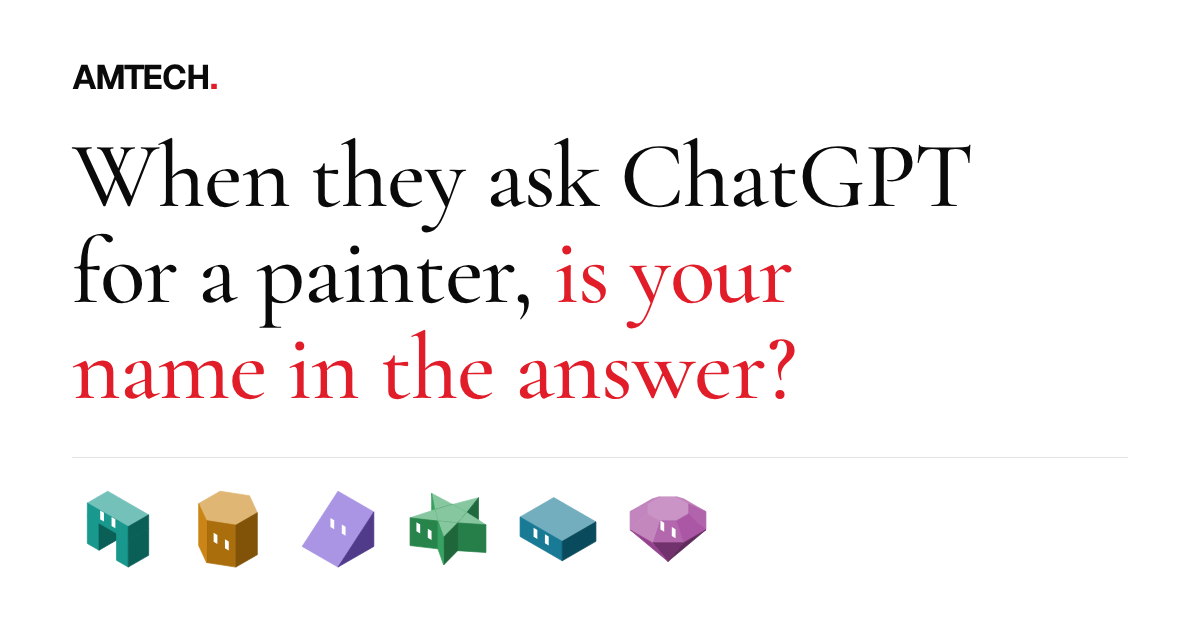 AMTECH.
When they ask ChatGPT
for a painter, is your
name in the answer?